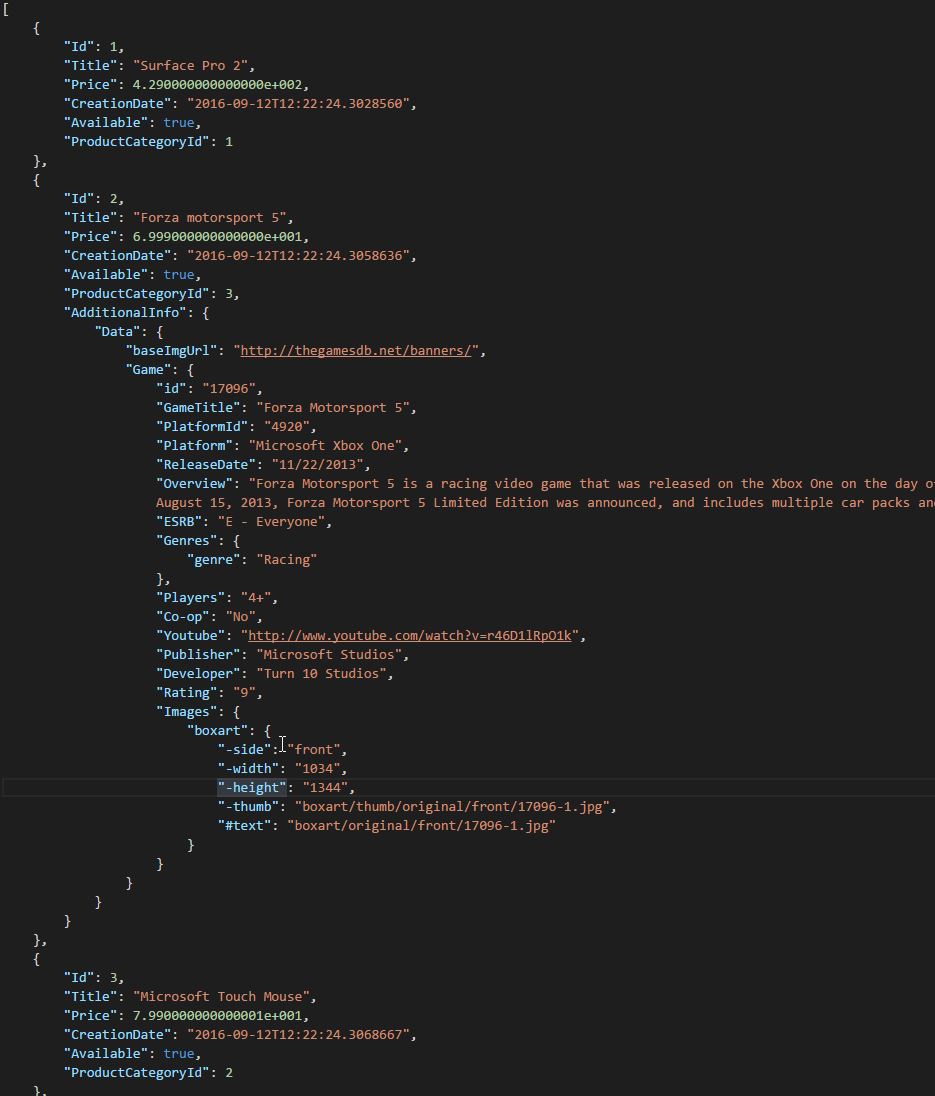 [
    {
        "Id": 1,
        "Title": "Surface Pro 2",
        "Price": 4.290000000000000e+002,
        "CreationDate": "2016-09-12T12:22:24.3028560",
        "Available": true,
        "ProductCategoryId": 1
    },
    {
        "Id": 2,
        "Title": "Forza motorsport 5",
        "Price": 6.999000000000000e+001,
        "CreationDate": "2016-09-12T12:22:24.3058636",
        "Available": true,
        "ProductCategoryId": 3,
        "AdditionalInfo": {
            "Data": {
                "baseImgUrl": "http://thegamesdb.net/banners/",
                "Game": {
                    "id": "17096",
                    "GameTitle": "Forza Motorsport 5",
                    "PlatformId": "4920",
                    "Platform": "Microsoft Xbox One",
                    "ReleaseDate": "11/22/2013",
                    "Overview": "Forza Motorsport 5 is a racing video game that was released on the Xbox One on the day o
                    August 15, 2013, Forza Motorsport 5 Limited Edition was announced, and includes multiple car packs an
                    "ESRB": "E - Everyone",
                    "Genres": {
                        "genre": "Racing"
                    },
                    "Players": "4+",
                    "Co-op": "No",
                    "Youtube": "http://www.youtube.com/watch?v=r46D1lRpO1k",
                    "Publisher": "Microsoft Studios",
                    "Developer": "Turn 10 Studios",
                    "Rating": "9",
                    "Images": {
                        "boxart": {
                            "-side": "front",
                            "-width": "1034",
                            "-height": "1344",
                            "-thumb": "boxart/thumb/original/front/17096-1.jpg",
                            "#text": "boxart/original/front/17096-1.jpg"
                        }
                    }
                }
            }
        }
    },
    {
        "Id": 3,
        "Title": "Microsoft Touch Mouse",
        "Price": 7.990000000000001e+001,
        "CreationDate": "2016-09-12T12:22:24.3068667",
        "Available": true,
        "ProductCategoryId": 2
    },